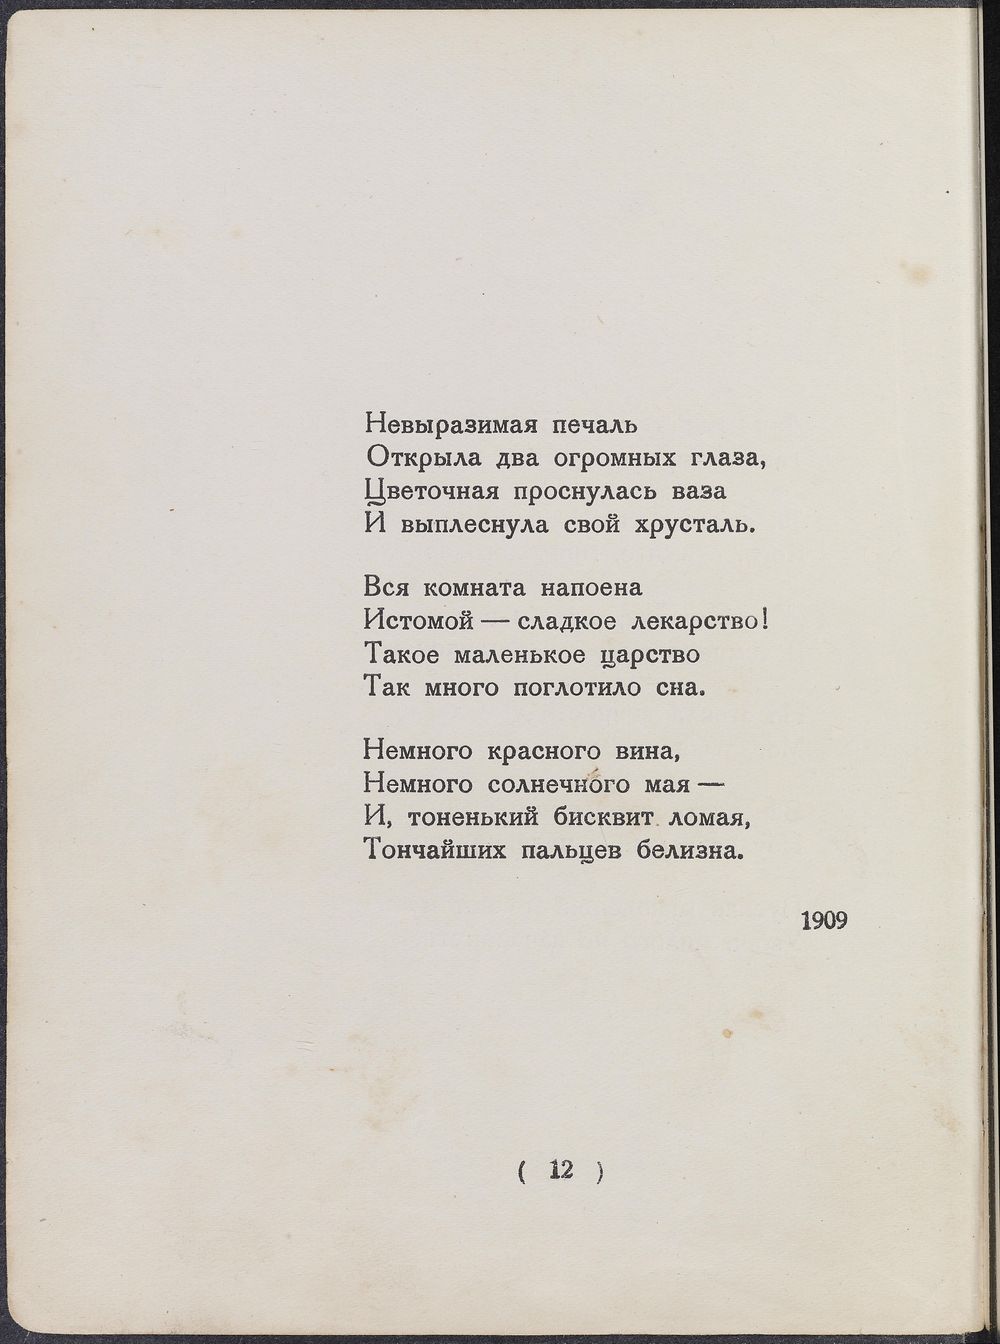 Невыразимая печаль
Открыла два огромных глаза,
Цветочная проснулась ваза
И выплеснула свой хрусталь.

Вся комната напоена
Истомой — сладкое лекарство!
Такое маленькое царство
Так много поглотило сна.

Немного красного вина,
Немного солнечного мая —
И, тоненький бисквит ломая,
Тончайших пальцев белизна.

1909

( 12 )